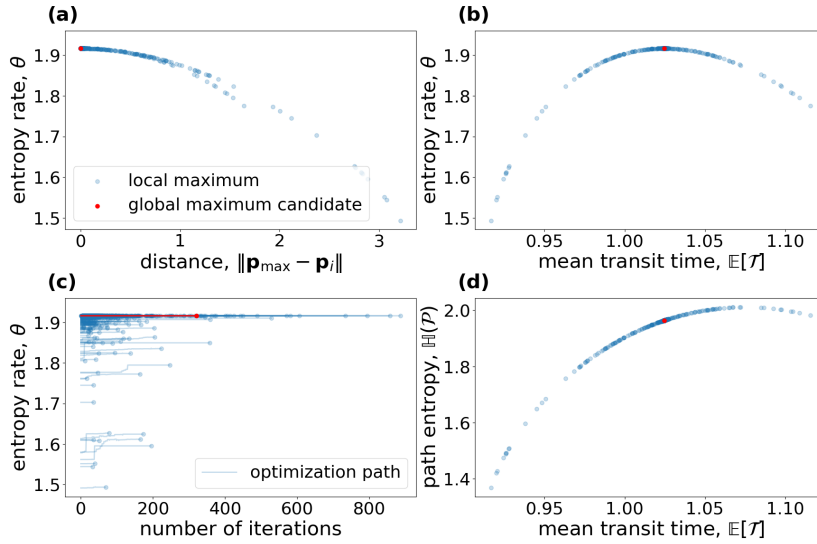 (a)
entropy rate, θ
1.9
1.8
1.7
1.6
1.5
local maximum
global maximum candidate
0
1
2
3
distance, ‖𝐩max − 𝐩i‖
(b)
entropy rate, θ
1.9
1.8
1.7
1.6
1.5
0.95
1.00
1.05
1.10
mean transit time, 𝔼[𝒯]
(c)
entropy rate, θ
1.9
1.8
1.7
1.6
1.5
optimization path
0
200
400
600
800
number of iterations
(d)
path entropy, ℍ(𝒫)
2.0
1.8
1.6
1.4
0.95
1.00
1.05
1.10
mean transit time, 𝔼[𝒯]